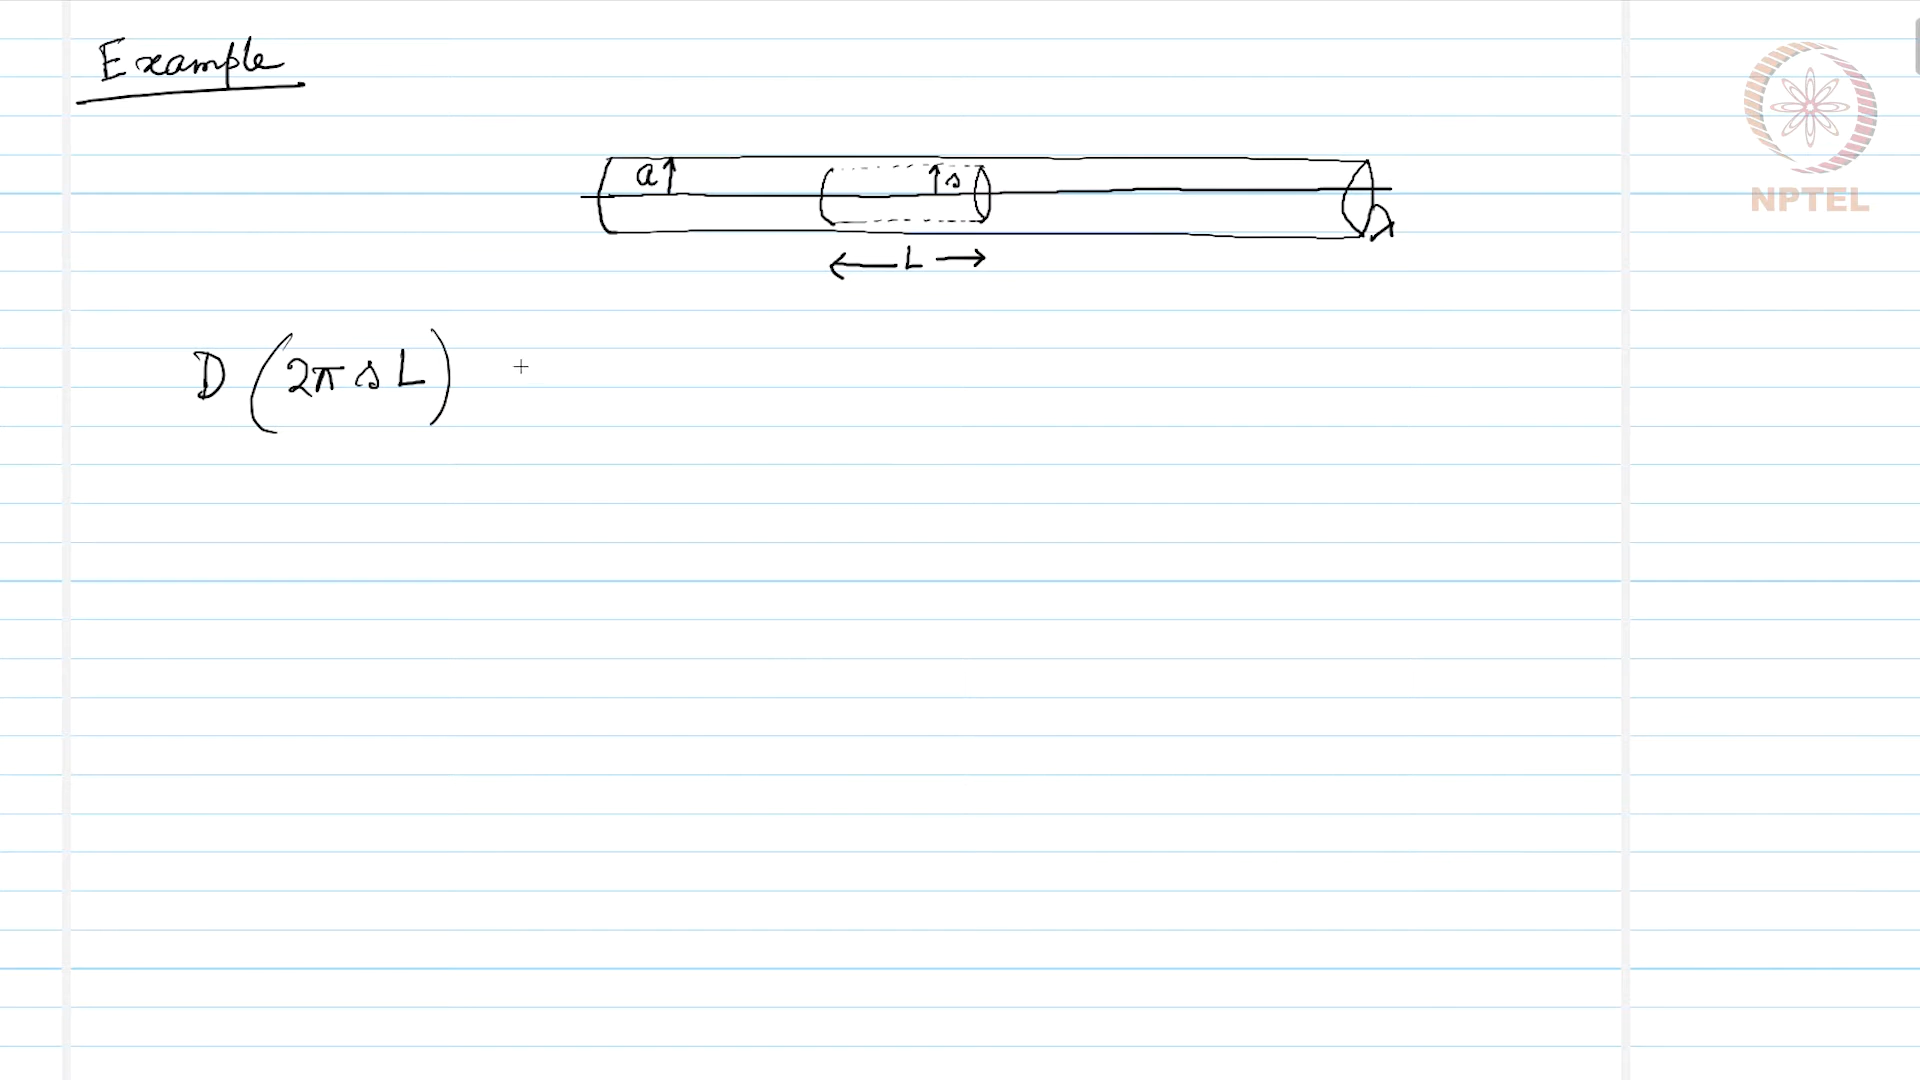 Example
a s
λ
L
D (2π s L)
NPTEL